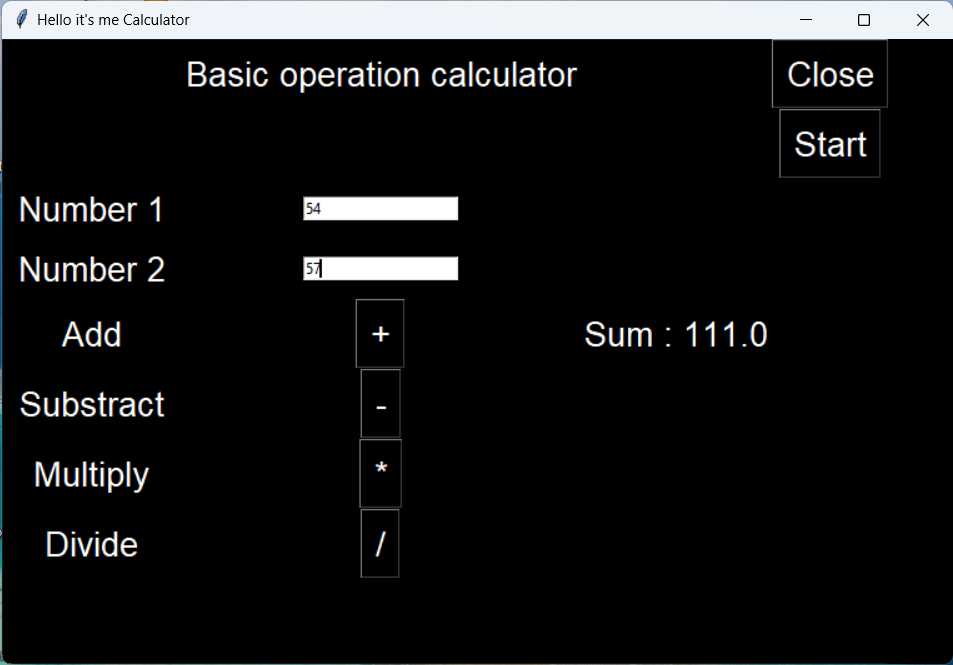 Hello it's me Calculator
Basic operation calculator
Close
Start
Number 1
54
Number 2
57
Add
+
Sum : 111.0
Substract
-
Multiply
*
Divide
/